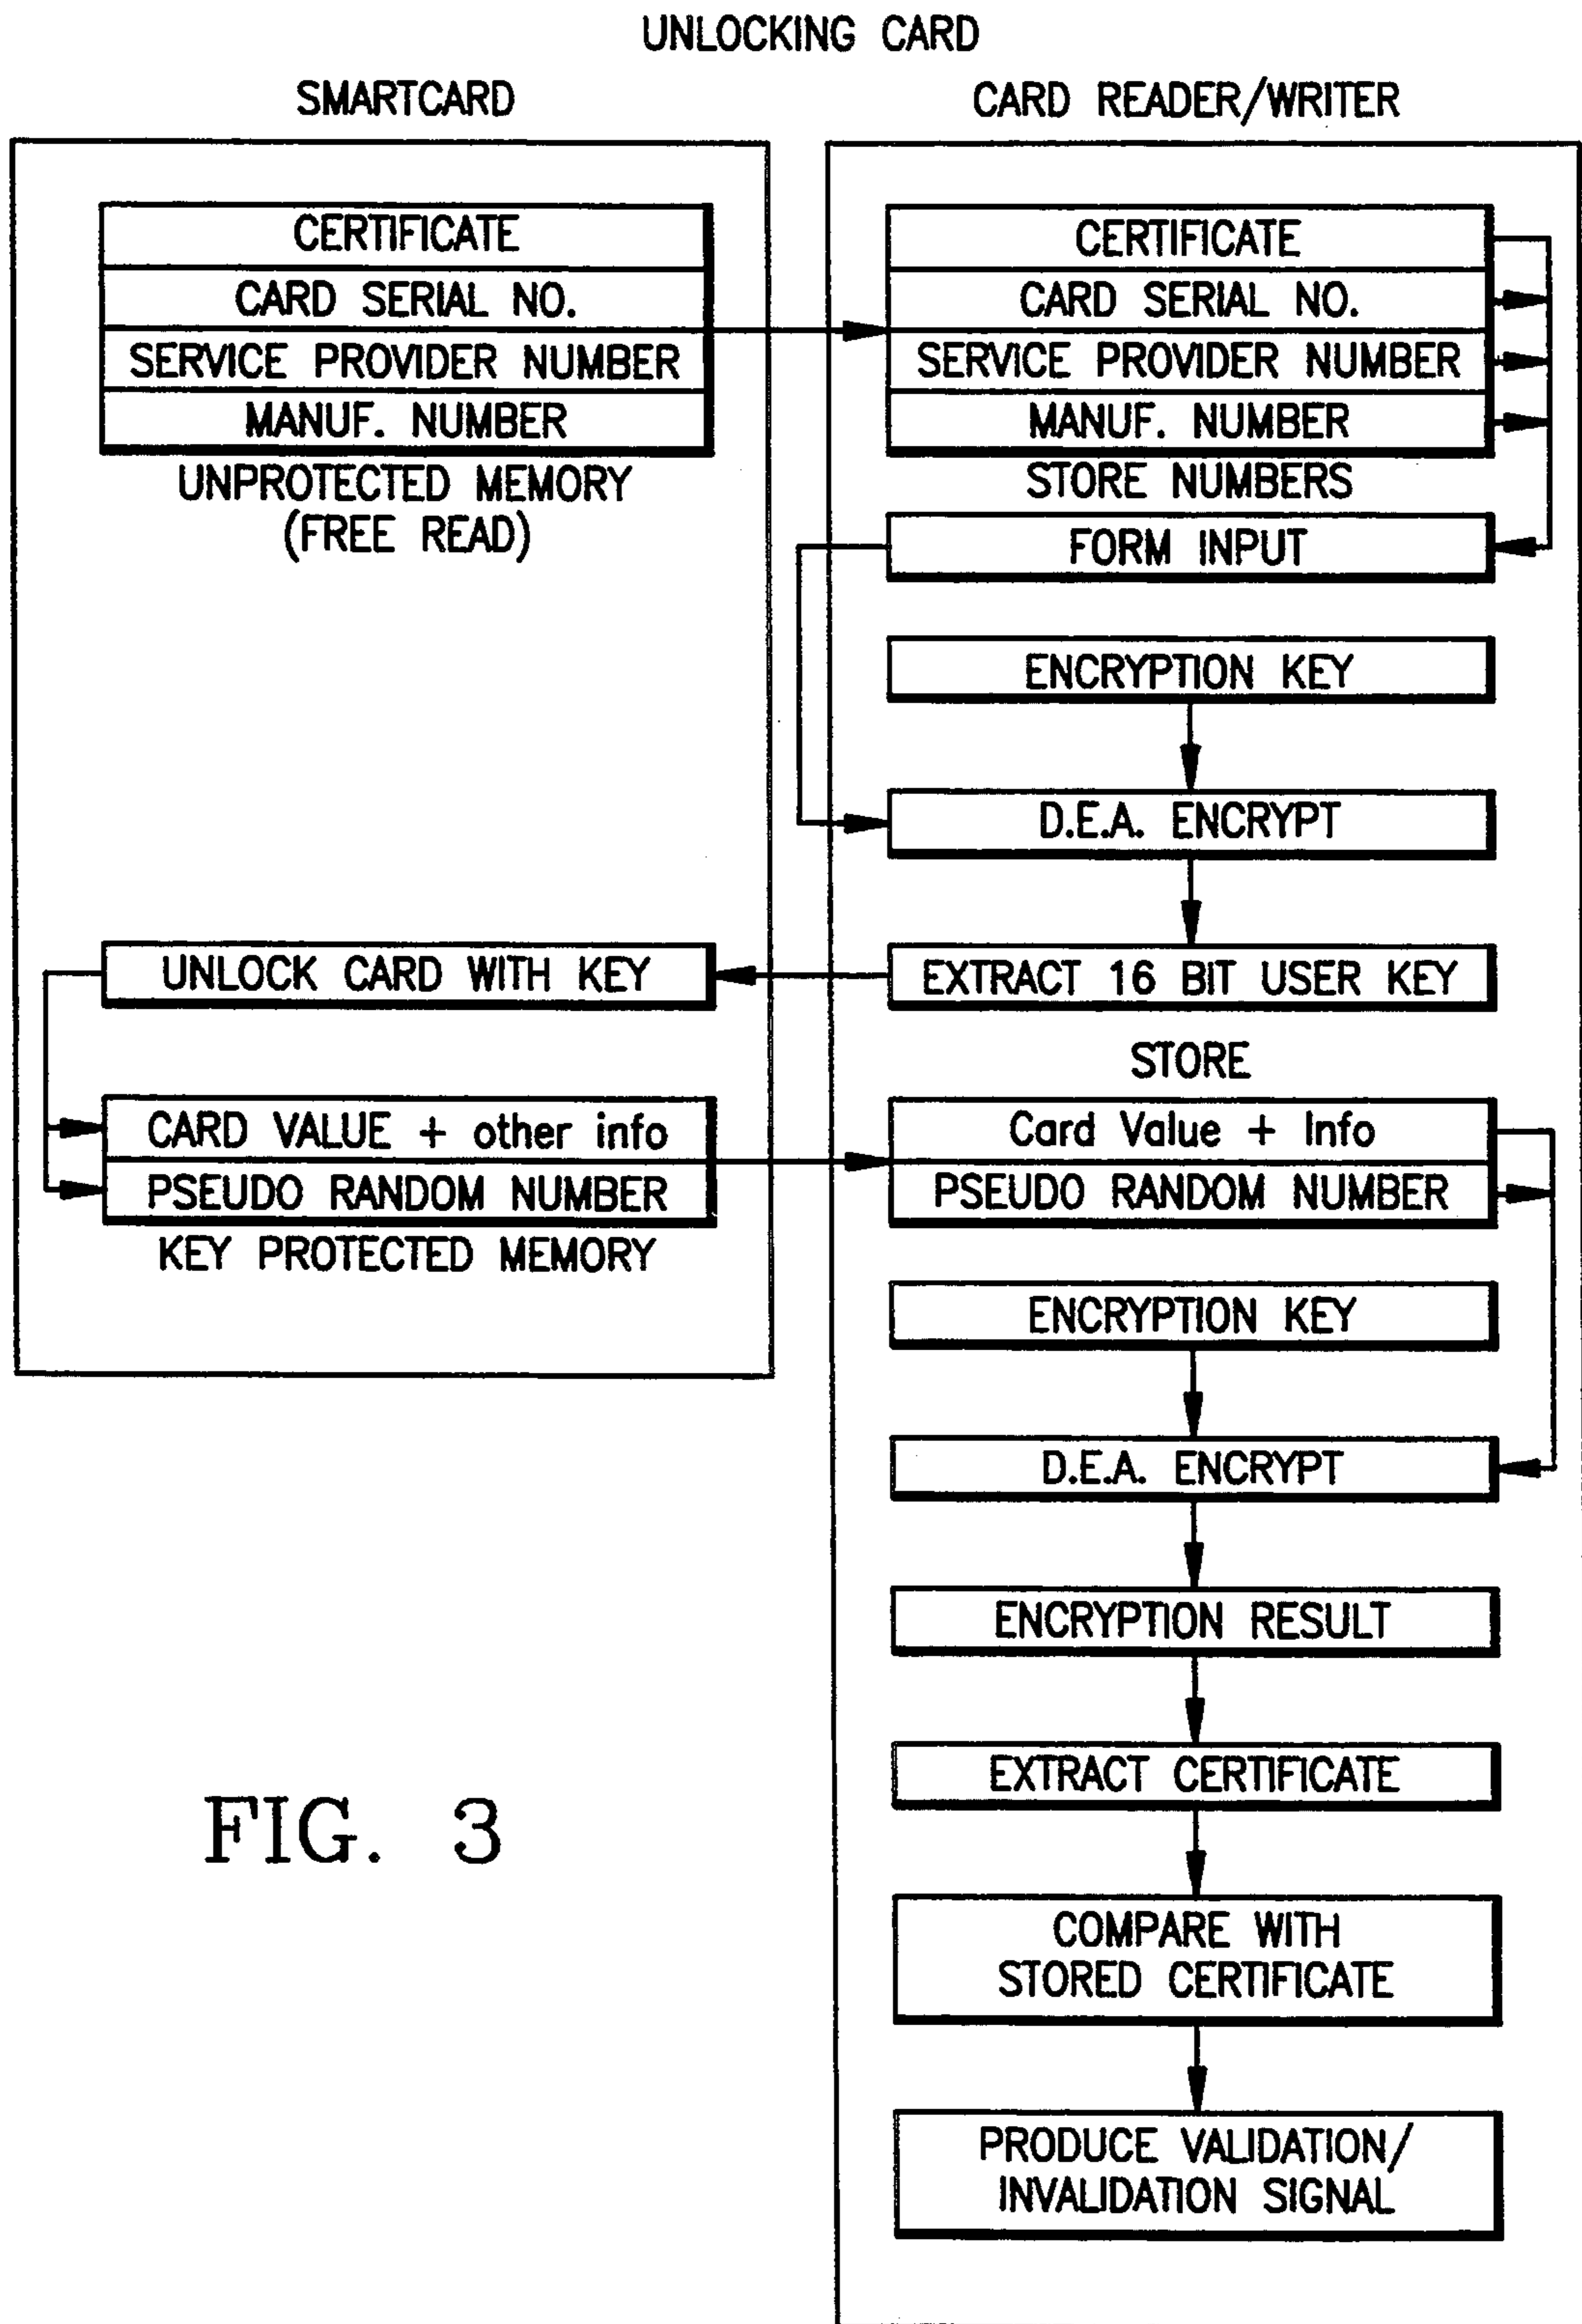 UNLOCKING CARD
SMARTCARD
CERTIFICATE
CARD SERIAL NO.
SERVICE PROVIDER NUMBER
MANUF. NUMBER
UNPROTECTED MEMORY
(FREE READ)
UNLOCK CARD WITH KEY
CARD VALUE + other info
PSEUDO RANDOM NUMBER
KEY PROTECTED MEMORY
CARD READER/WRITER
CERTIFICATE
CARD SERIAL NO.
SERVICE PROVIDER NUMBER
MANUF. NUMBER
STORE NUMBERS
FORM INPUT
ENCRYPTION KEY
D.E.A. ENCRYPT
EXTRACT 16 BIT USER KEY
STORE
Card Value + Info
PSEUDO RANDOM NUMBER
ENCRYPTION KEY
D.E.A. ENCRYPT
ENCRYPTION RESULT
EXTRACT CERTIFICATE
COMPARE WITH
STORED CERTIFICATE
PRODUCE VALIDATION/
INVALIDATION SIGNAL
FIG. 3